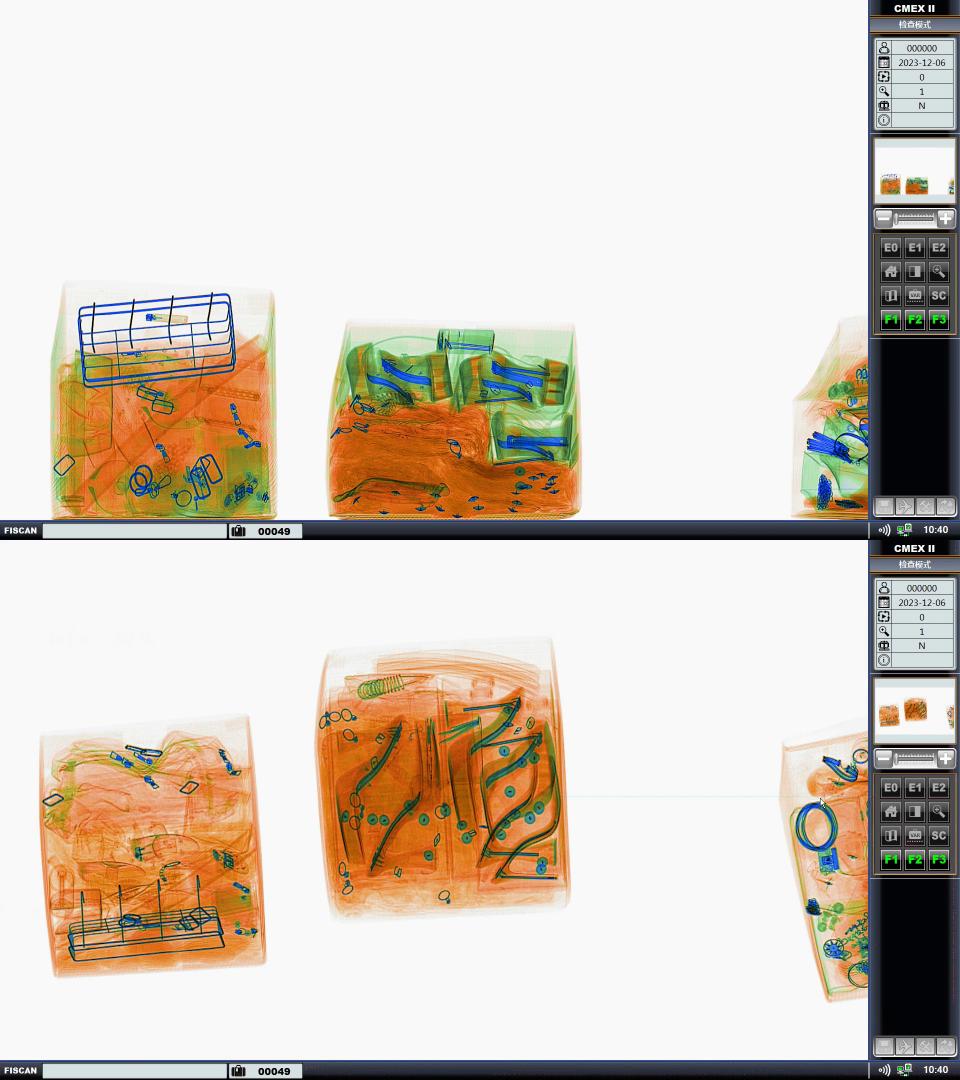 CMEX II
检查模式
000000
2023-12-06
0
1
N
E0 E1 E2
VAR SC
F1 F2 F3
FISCAN 00049 10:40
CMEX II
检查模式
000000
2023-12-06
0
1
N
E0 E1 E2
VAR SC
F1 F2 F3
FISCAN 00049 10:40